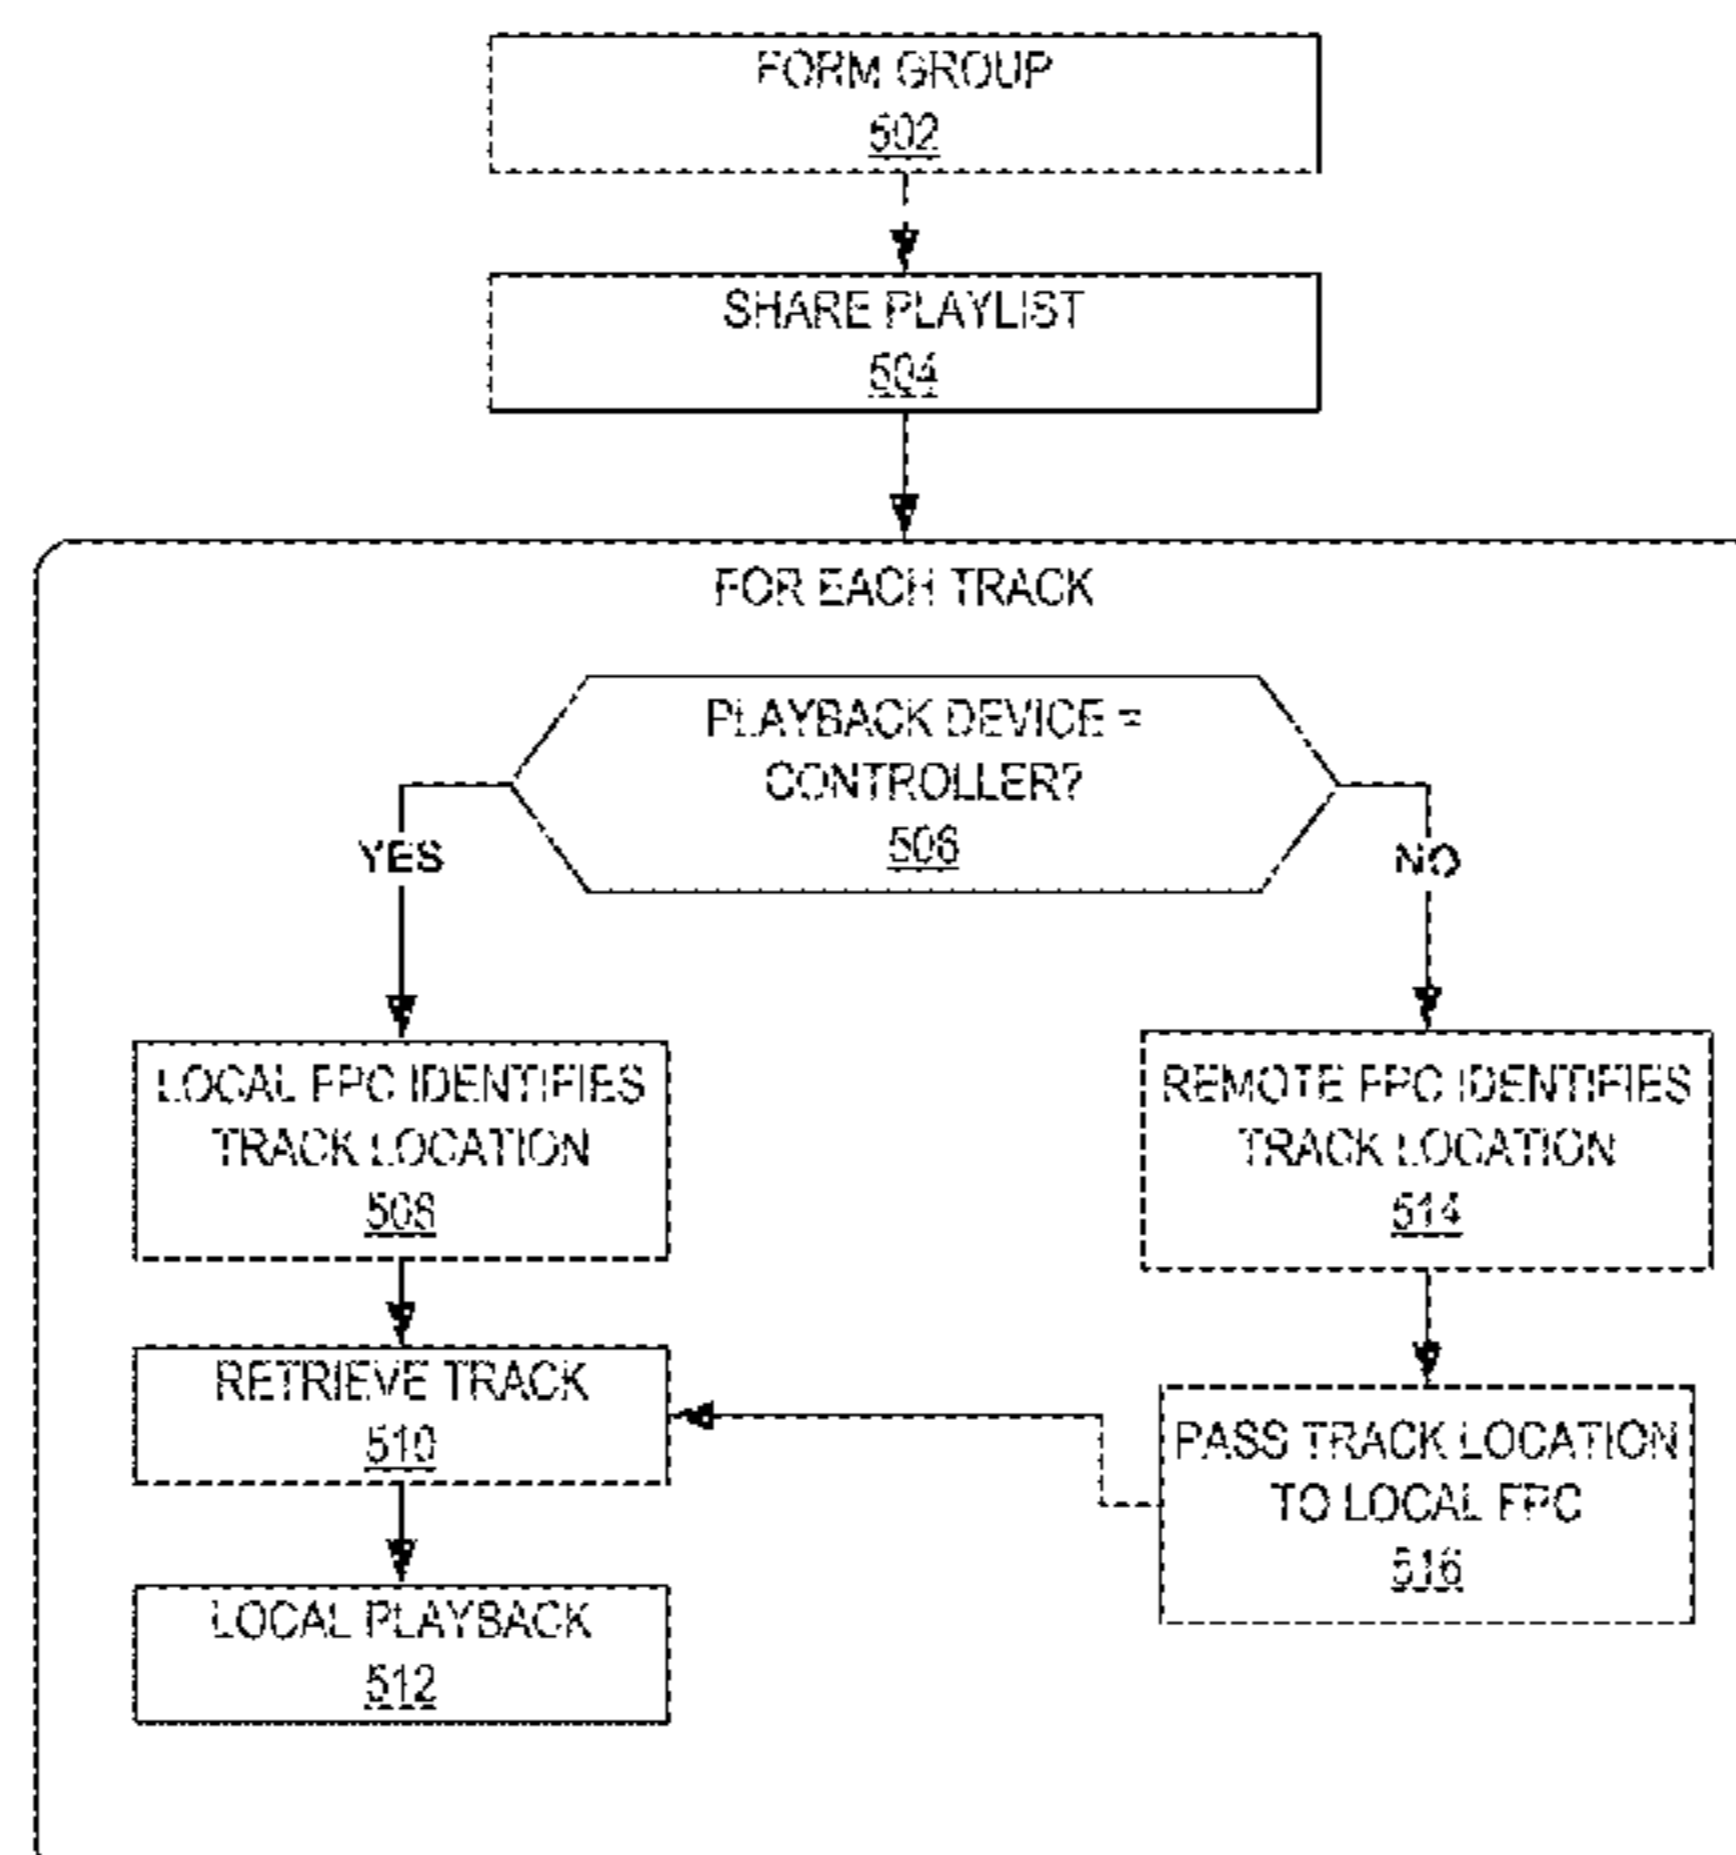 FORM GROUP
502
SHARE PLAYLIST
504
FOR EACH TRACK
PLAYBACK DEVICE =
CONTROLLER?
506
YES
NO
LOCAL FPC IDENTIFIES
TRACK LOCATION
508
REMOTE FPC IDENTIFIES
TRACK LOCATION
514
RETRIEVE TRACK
510
PASS TRACK LOCATION
TO LOCAL FPC
516
LOCAL PLAYBACK
512